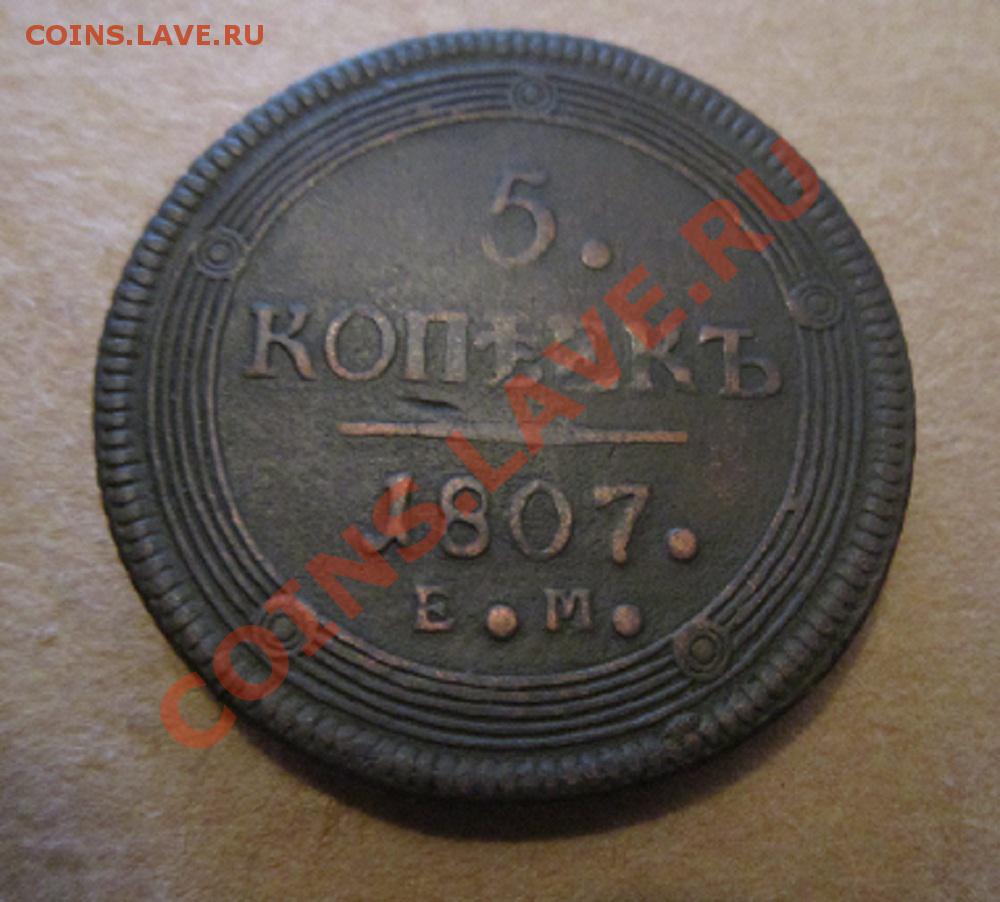 COINS.LAVE.RU
5.
КОПѢЕКЪ
1807.
Е.М.
COINS.LAVE.RU